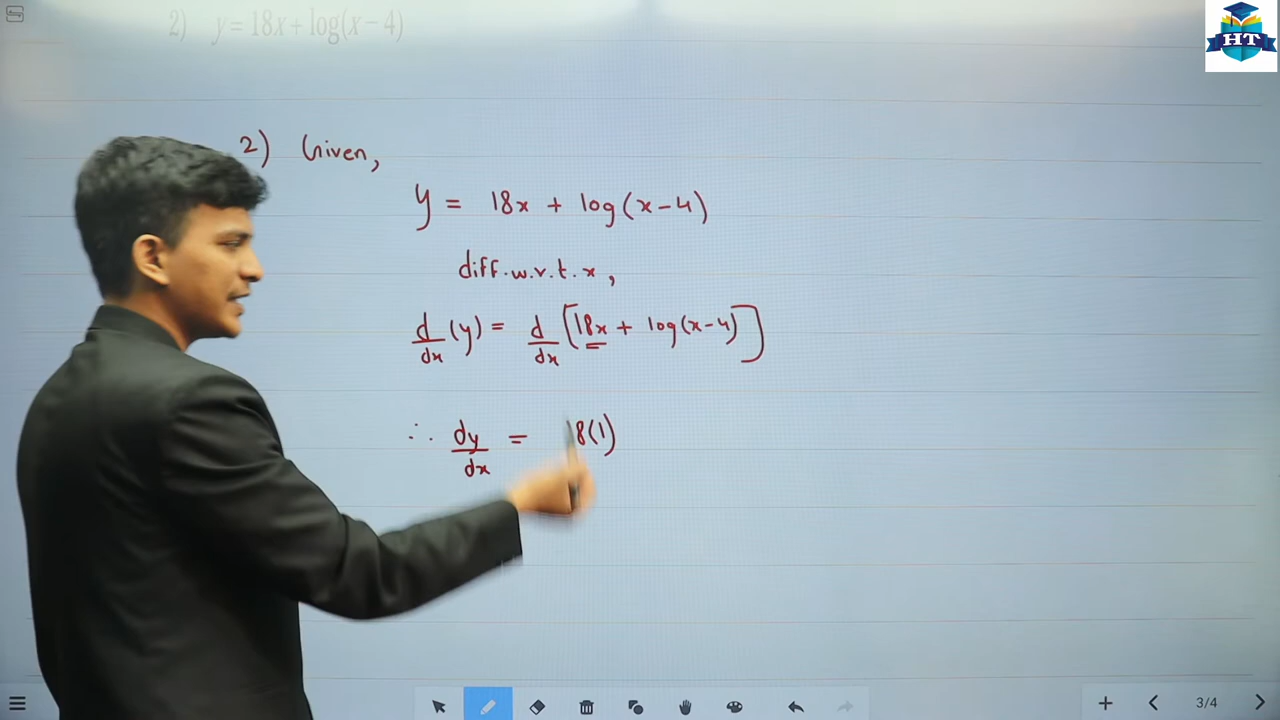 2) y = 18x + log(x − 4)
HT
2) Given,
y = 18x + log(x−4)
diff.w.r.t.x,
d/dx (y) = d/dx [18x + log(x−4)]
∴ dy/dx = 18(1)
3/4